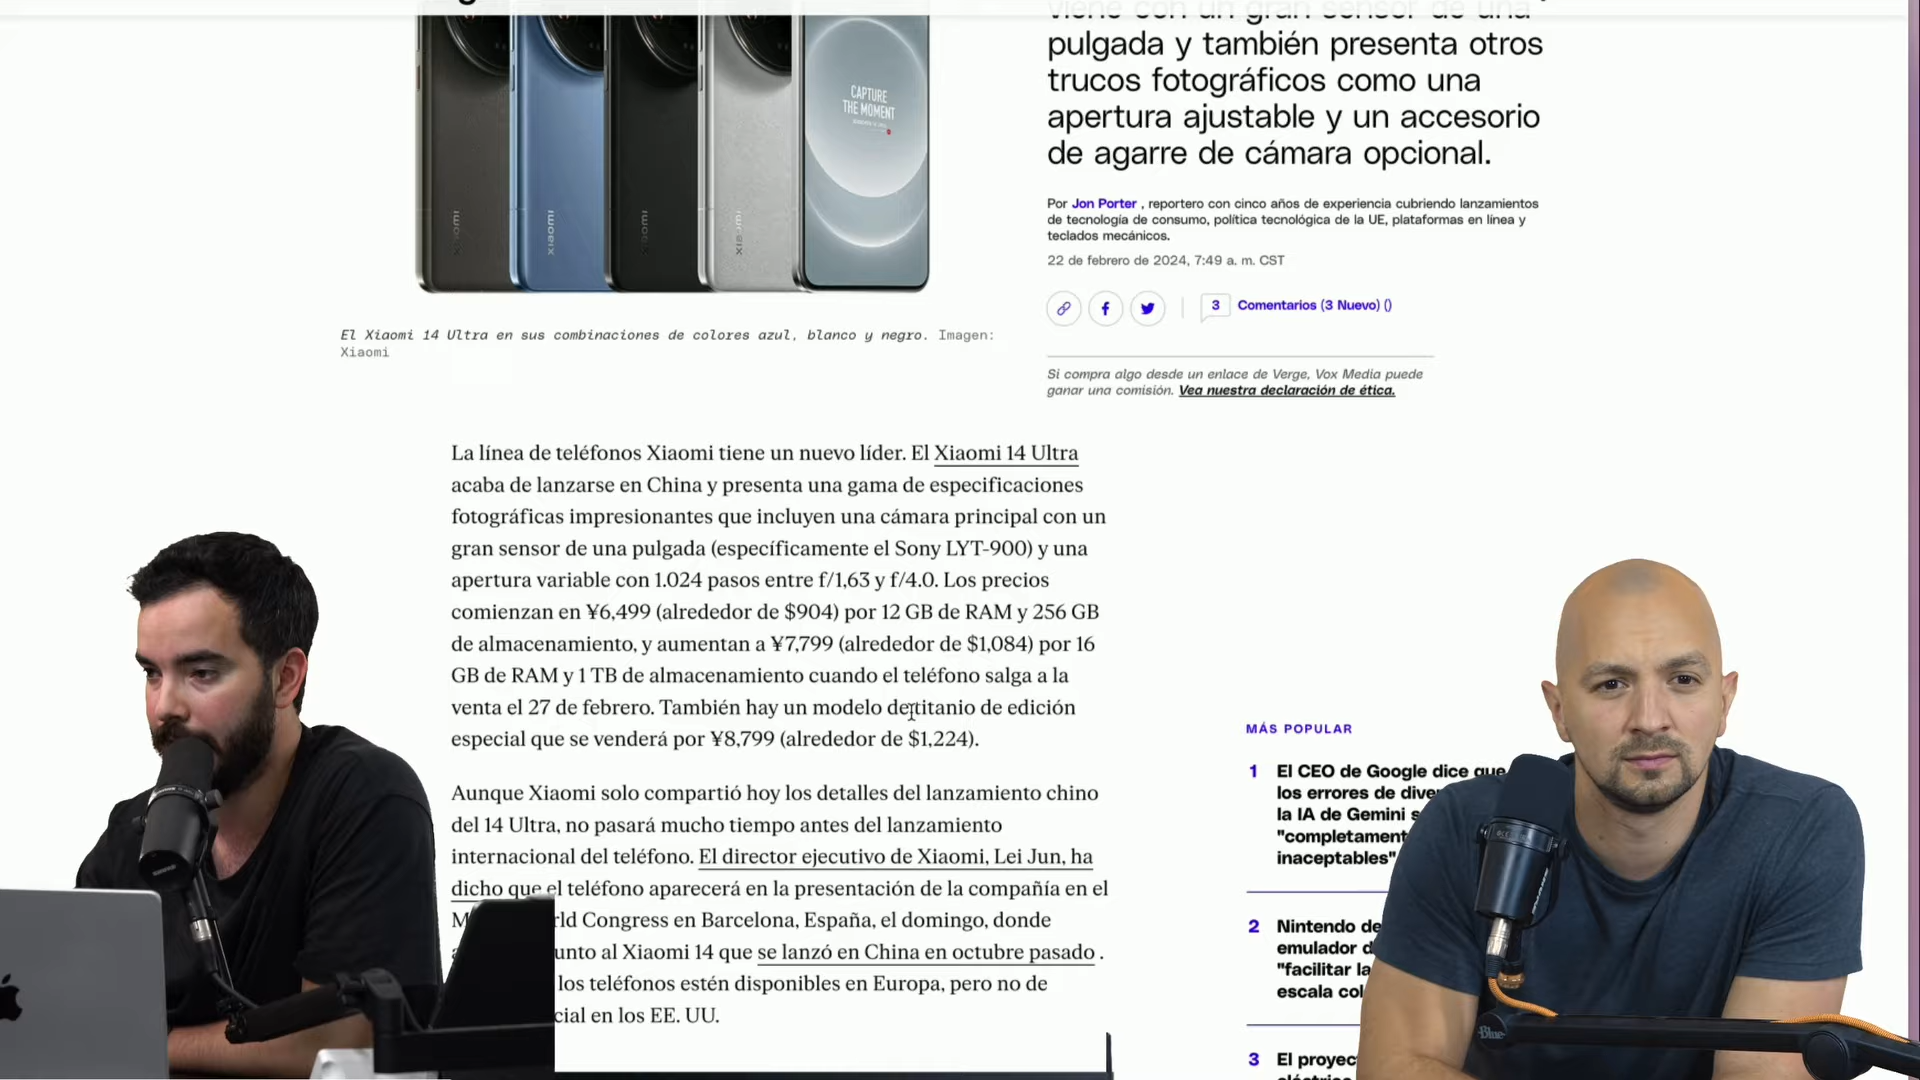 viene con un gran sensor de una
pulgada y también presenta otros
trucos fotográficos como una
apertura ajustable y un accesorio
de agarre de cámara opcional.
CAPTURE
THE MOMENT
xiaomi
xiaomi
xiaomi
xiaomi
Por Jon Porter , reportero con cinco años de experiencia cubriendo lanzamientos
de tecnología de consumo, política tecnológica de la UE, plataformas en línea y
teclados mecánicos.
22 de febrero de 2024, 7:49 a. m. CST
3 Comentarios (3 Nuevo) ()
El Xiaomi 14 Ultra en sus combinaciones de colores azul, blanco y negro. Imagen:
Xiaomi
Si compra algo desde un enlace de Verge, Vox Media puede
ganar una comisión. Vea nuestra declaración de ética.
La línea de teléfonos Xiaomi tiene un nuevo líder. El Xiaomi 14 Ultra
acaba de lanzarse en China y presenta una gama de especificaciones
fotográficas impresionantes que incluyen una cámara principal con un
gran sensor de una pulgada (específicamente el Sony LYT-900) y una
apertura variable con 1.024 pasos entre f/1,63 y f/4.0. Los precios
comienzan en ¥6,499 (alrededor de $904) por 12 GB de RAM y 256 GB
de almacenamiento, y aumentan a ¥7,799 (alrededor de $1,084) por 16
GB de RAM y 1 TB de almacenamiento cuando el teléfono salga a la
venta el 27 de febrero. También hay un modelo de titanio de edición
especial que se venderá por ¥8,799 (alrededor de $1,224).
Aunque Xiaomi solo compartió hoy los detalles del lanzamiento chino
del 14 Ultra, no pasará mucho tiempo antes del lanzamiento
internacional del teléfono. El director ejecutivo de Xiaomi, Lei Jun, ha
dicho que el teléfono aparecerá en la presentación de la compañía en el
rld Congress en Barcelona, España, el domingo, donde
unto al Xiaomi 14 que se lanzó en China en octubre pasado .
los teléfonos estén disponibles en Europa, pero no de
cial en los EE. UU.
MÁS POPULAR
1 El CEO de Google dice que
los errores de dive
la IA de Gemini s
"completament
inaceptables"
2 Nintendo de
emulador d
"facilitar la
escala col
3 El proyec
Blue